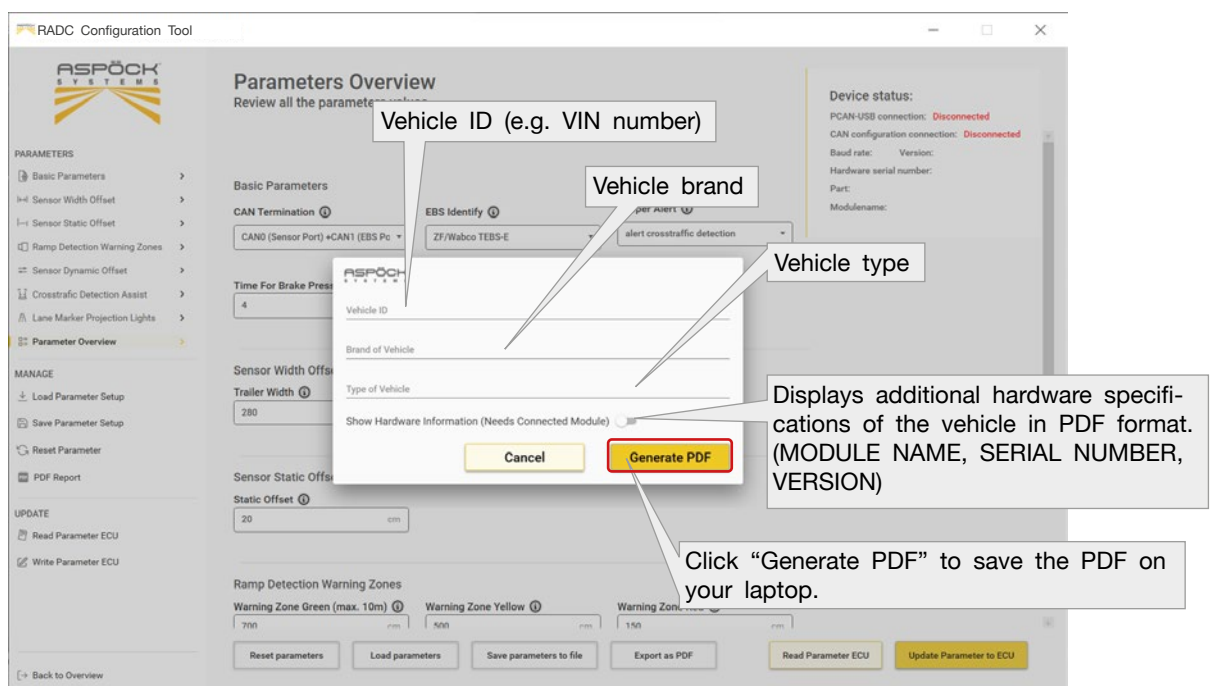 RADC Configuration Tool
ASPÖCK
SYSTEMS
PARAMETERS
Basic Parameters
Sensor Width Offset
Sensor Static Offset
Ramp Detection Warning Zones
Sensor Dynamic Offset
Crosstrafic Detection Assist
Lane Marker Projection Lights
Parameter Overview
MANAGE
Load Parameter Setup
Save Parameter Setup
Reset Parameter
PDF Report
UPDATE
Read Parameter ECU
Write Parameter ECU
Back to Overview
Parameters Overview
Review all the parameters values
Vehicle ID (e.g. VIN number)
Device status:
PCAN-USB connection: Disconnected
CAN configuration connection: Disconnected
Baud rate: Version:
Hardware serial number:
Part:
Modulename:
Basic Parameters
Vehicle brand
CAN Termination
EBS Identify
Alert
CAN0 (Sensor Port) +CAN1 (EBS Po
ZF/Wabco TEBS-E
alert crosstraffic detection
Vehicle type
Time For Brake Press
4
ASPÖCK
SYSTEMS
Vehicle ID
Brand of Vehicle
Type of Vehicle
Show Hardware Information (Needs Connected Module)
Cancel
Generate PDF
Displays additional hardware specifi-
cations of the vehicle in PDF format.
(MODULE NAME, SERIAL NUMBER,
VERSION)
Sensor Width Offs
Trailer Width
280
Sensor Static Offs
Static Offset
20 cm
Click “Generate PDF” to save the PDF on
your laptop.
Ramp Detection Warning Zones
Warning Zone Green (max. 10m)
Warning Zone Yellow
Warning Zone Red
700 cm
500 cm
150 cm
Reset parameters
Load parameters
Save parameters to file
Export as PDF
Read Parameter ECU
Update Parameter to ECU